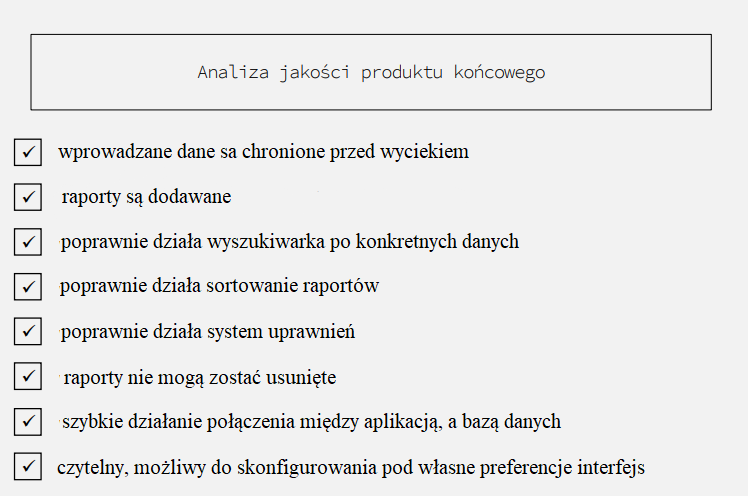 Analiza jakości produktu końcowego
wprowadzane dane sa chronione przed wyciekiem
raporty są dodawane
poprawnie działa wyszukiwarka po konkretnych danych
poprawnie działa sortowanie raportów
poprawnie działa system uprawnień
raporty nie mogą zostać usunięte
szybkie działanie połączenia między aplikacją, a bazą danych
czytelny, możliwy do skonfigurowania pod własne preferencje interfejs